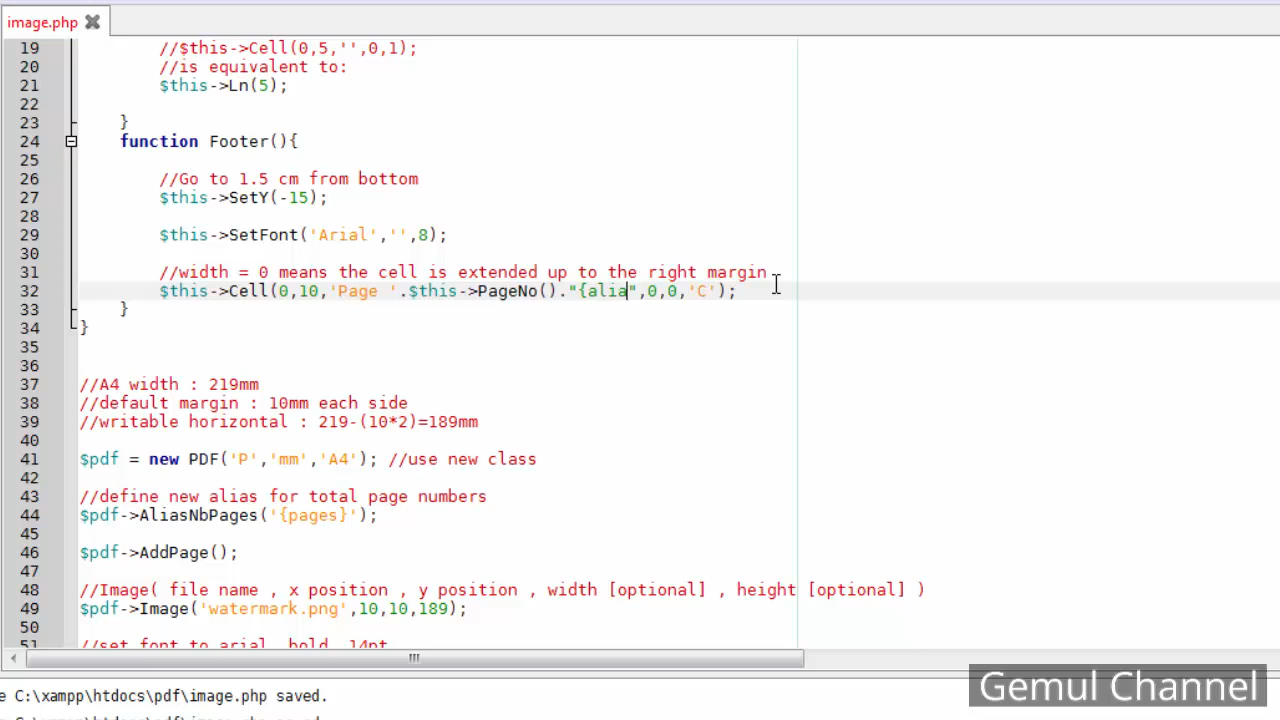 image.php
19 //$this->Cell(0,5,'',0,1);
20 //is equivalent to:
21 $this->Ln(5);
22
23 }
24 function Footer(){
25
26 //Go to 1.5 cm from bottom
27 $this->SetY(-15);
28
29 $this->SetFont('Arial','',8);
30
31 //width = 0 means the cell is extended up to the right margin
32 $this->Cell(0,10,'Page '.$this->PageNo()."{alia",0,0,'C');
33 }
34 }
35
36
37 //A4 width : 219mm
38 //default margin : 10mm each side
39 //writable horizontal : 219-(10*2)=189mm
40
41 $pdf = new PDF('P','mm','A4'); //use new class
42
43 //define new alias for total page numbers
44 $pdf->AliasNbPages('{pages}');
45
46 $pdf->AddPage();
47
48 //Image( file name , x position , y position , width [optional] , height [optional] )
49 $pdf->Image('watermark.png',10,10,189);
50
51 //set font to arial, bold, 14pt
e C:\xampp\htdocs\pdf\image.php saved.
Gemul Channel